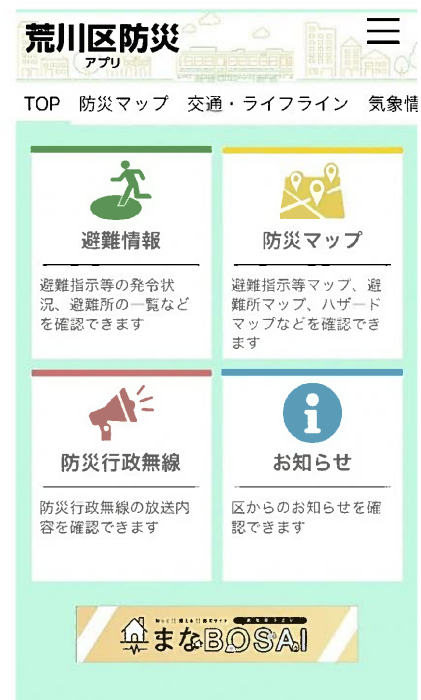 荒川区防災
アプリ
TOP 防災マップ 交通・ライフライン 気象情
避難情報
避難指示等の発令状
況、避難所の一覧など
を確認できます
防災マップ
避難指示等マップ、避
難所マップ、ハザード
マップなどを確認でき
ます
防災行政無線
防災行政無線の放送内
容を確認できます
お知らせ
区からのお知らせを確
認できます
まなBOSAI